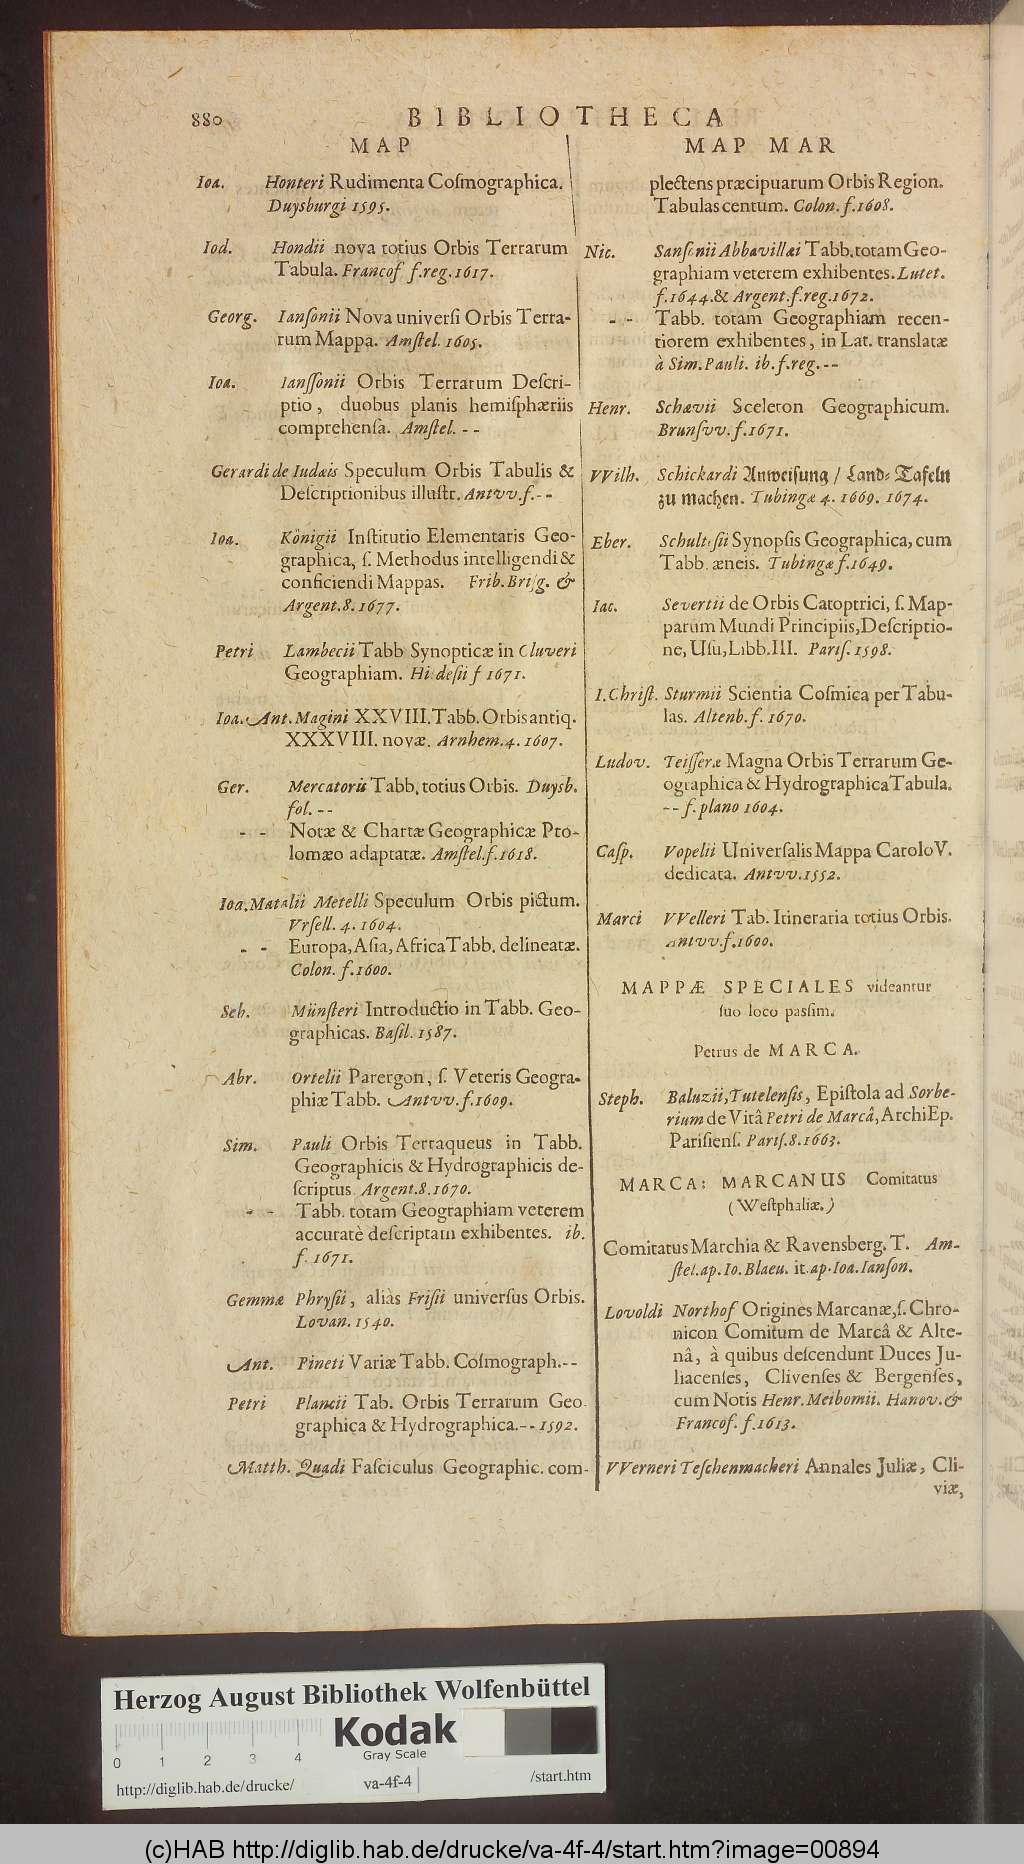 880 BIBLIOTHECA
MAP
Ioa. Honteri Rudimenta Coſmographica.
Duysburgi 1595.
Iod. Hondii nova totius Orbis Terrarum
Tabula. Francof f.reg. 1617.
Georg. Ianſonii Nova univerſi Orbis Terra-
rum Mappa. Amſtel. 1605.
Ioa. Ianſſonii Orbis Terrarum Deſcri-
ptio, duobus planis hemiſphæriis
comprehenſa. Amſtel. - -
Gerardi de Iudæis Speculum Orbis Tabulis &
Deſcriptionibus illuſtr. Antvv.f.--
Ioa. Königii Inſtitutio Elementaris Geo-
graphica, ſ. Methodus intelligendi &
conficiendi Mappas. Frib.Briſg. &
Argent.8.1677.
Petri Lambecii Tabb Synopticæ in Cluveri
Geographiam. Hildeſii f 1671.
Ioa. Ant. Magini XXVIII. Tabb. Orbis antiq.
XXXVIII. novæ. Arnhem.4. 1607.
Ger. Mercatoris Tabb. totius Orbis. Duysb.
fol. --
- - Notæ & Chartæ Geographicæ Pto-
lomæo adaptatæ. Amſtel.f.1618.
Ioa. Matalii Metelli Speculum Orbis pictum.
Vrſell. 4. 1604.
- - Europa, Aſia, Africa Tabb. delineatæ.
Colon. f.1600.
Seb. Münſteri Introductio in Tabb. Geo-
graphicas. Baſil. 1587.
Abr. Ortelii Parergon, ſ. Veteris Geogra-
phiæ Tabb. Antvv.f.1609.
Sim. Pauli Orbis Terraqueus in Tabb.
Geographicis & Hydrographicis de-
ſcriptus. Argent.8.1670.
- - Tabb. totam Geographiam veterem
accuratè deſcriptam exhibentes. ib.
f. 1671.
Gemmæ Phryſii, aliàs Friſii univerſus Orbis.
Lovan. 1540.
Ant. Pineti Variæ Tabb. Coſmograph.--
Petri Plancii Tab. Orbis Terrarum Geo
graphica & Hydrographica.-- 1592.
Matth. Quadi Faſciculus Geographic. com-
MAP MAR
plectens præcipuarum Orbis Region.
Tabulas centum. Colon. f.1608.
Nic. Sanſonii Abbavillæi Tabb. totam Geo-
graphiam veterem exhibentes. Lutet.
f.1644.& Argent.f.reg.1672.
- - Tabb. totam Geographiam recen-
tiorem exhibentes, in Lat. translatæ
à Sim. Pauli. ib.f.reg.--
Henr. Schævii Sceleton Geographicum.
Brunſvv.f.1671.
VVilh. Schickardi Anweiſung / Land-Tafeln
zu machen. Tubingæ 4. 1669. 1674.
Eber. Schulteſii Synopſis Geographica, cum
Tabb. æneis. Tubingæ f.1649.
Iac. Severtii de Orbis Catoptrici, ſ. Map-
parum Mundi Principiis, Deſcriptio-
ne, Uſu, Libb. III. Pariſ. 1598.
I. Chriſt. Sturmii Scientia Coſmica per Tabu-
las. Altenb.f. 1670.
Ludov. Teiſſeræ Magna Orbis Terrarum Ge-
ographica & Hydrographica Tabula.
-- f. plano 1604.
Caſp. Vopelii Univerſalis Mappa Carolo V.
dedicata. Antvv.1552.
Marci VVelleri Tab. Itineraria totius Orbis.
Antvv.f.1600.
MAPPÆ SPECIALES videantur
ſuo loco paſſim.
Petrus de MARCA.
Steph. Baluzii, Tutelenſis, Epiſtola ad Sorbe-
rium de Vitâ Petri de Marcâ, ArchiEp.
Pariſienſ. Pariſ.8.1663.
MARCA: MARCANUS Comitatus
(Weſtphaliæ.)
Comitatus Marchia & Ravensberg. T. Am-
ſtel.ap.Io.Blaeu. it.ap.Ioa.Ianſon.
Lovoldi Northof Origines Marcanæ, ſ. Chro-
nicon Comitum de Marcâ & Alte-
nâ, à quibus deſcendunt Duces Ju-
liacenſes, Clivenſes & Bergenſes,
cum Notis Henr. Meibomii. Hanov. &
Francof. f.1613.
VVerneri Teſchenmacheri Annales Juliæ, Cli-
viæ,
Herzog August Bibliothek Wolfenbüttel
Kodak
Gray Scale
0 1 2 3 4
http://diglib.hab.de/drucke/ va-4f-4 /start.htm
(c)HAB http://diglib.hab.de/drucke/va-4f-4/start.htm?image=00894